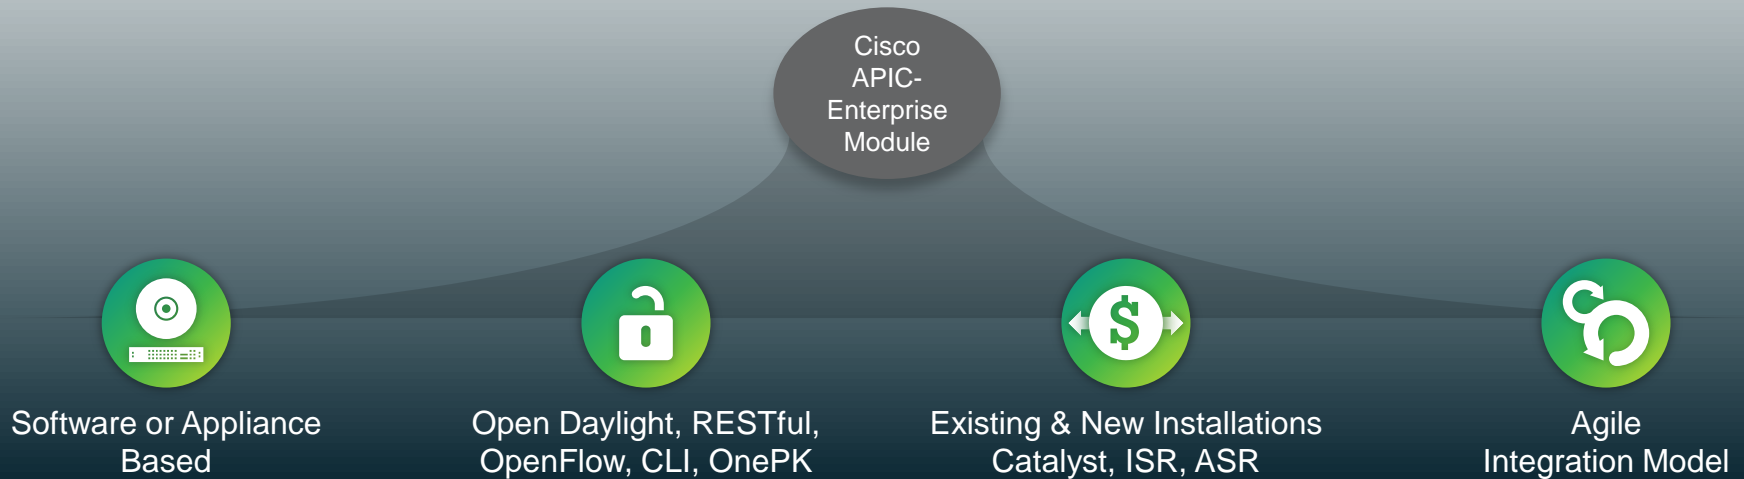 Cisco
APIC-
Enterprise
Module
Software or Appliance
Based
Open Daylight, RESTful,
OpenFlow, CLI, OnePK
Existing & New Installations
Catalyst, ISR, ASR
Agile
Integration Model